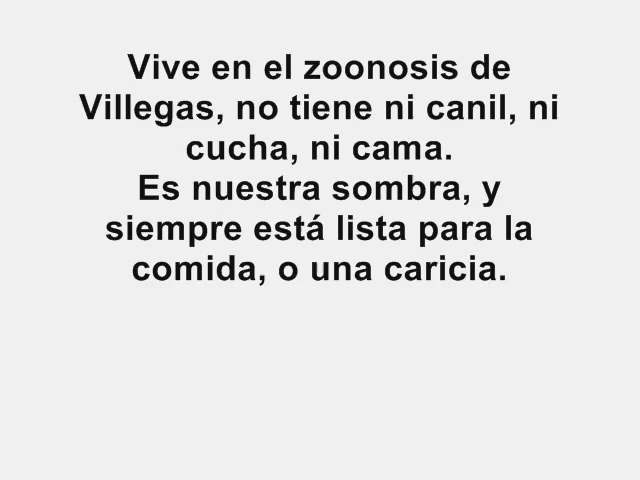 Vive en el zoonosis de
Villegas, no tiene ni canil, ni
cucha, ni cama.
Es nuestra sombra, y
siempre está lista para la
comida, o una caricia.